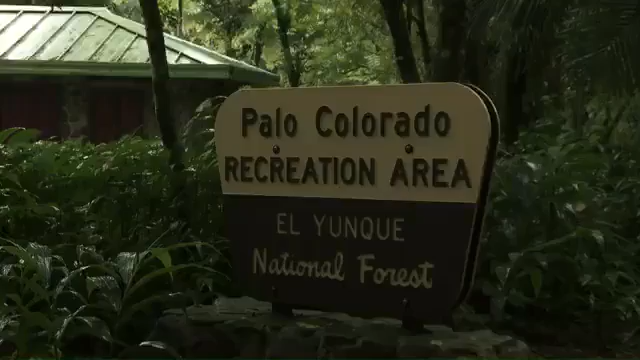 Palo Colorado
RECREATION AREA
EL YUNQUE
National Forest